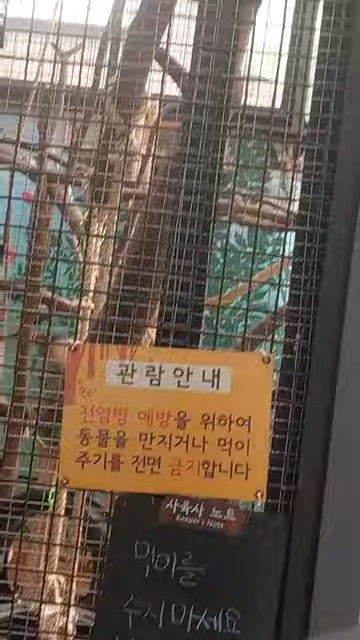 관람안내
전염병 예방을 위하여
동물을 만지거나 먹이
주기를 전면 금지합니다
사육사 노트
Keeper's Note
먹이를
주지마세요